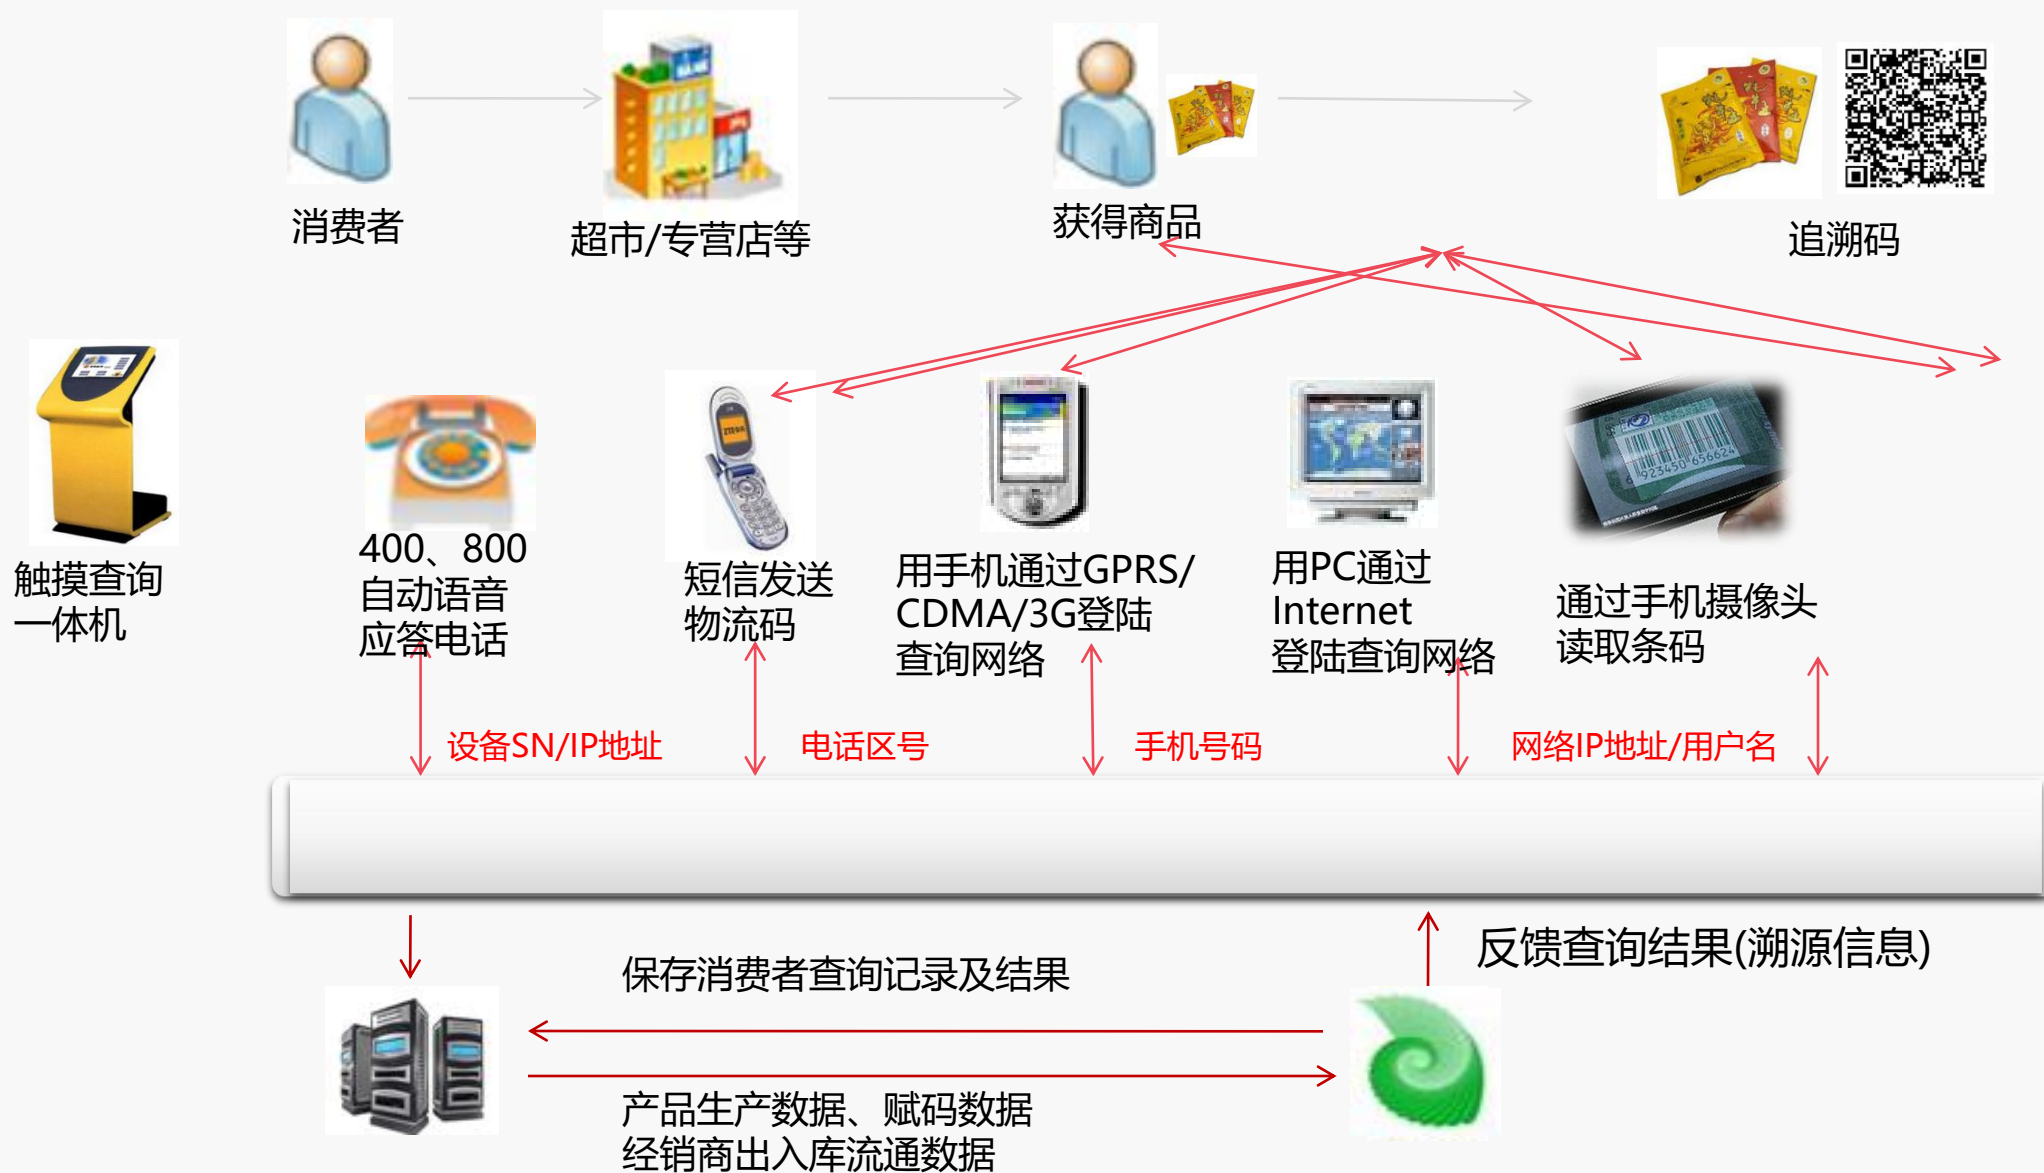 消费者
超市/专营店等
获得商品
追溯码
触摸查询
一体机
400、800
自动语音
应答电话
短信发送
物流码
用手机通过GPRS/
CDMA/3G登陆
查询网络
用PC通过
Internet
登陆查询网络
通过手机摄像头
读取条码
6 923450 656624
设备SN/IP地址
电话区号
手机号码
网络IP地址/用户名
保存消费者查询记录及结果
反馈查询结果(溯源信息)
产品生产数据、赋码数据
经销商出入库流通数据